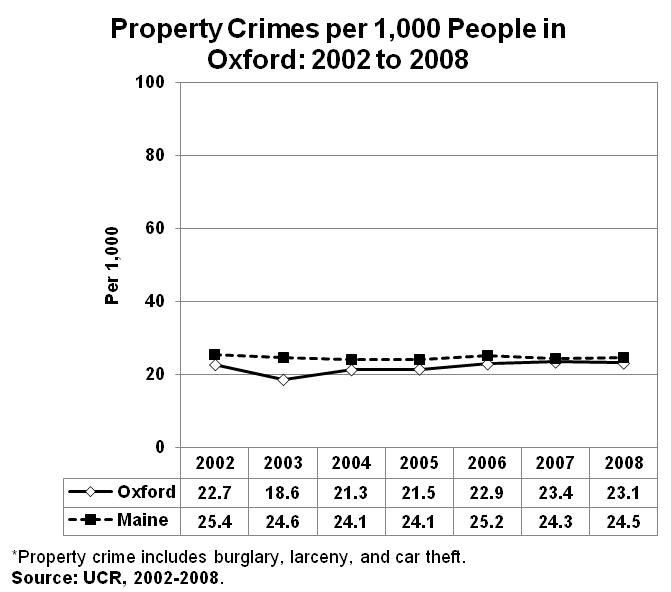 Property Crimes per 1,000 People in
Oxford: 2002 to 2008
100
80
60
40
20
0
Per 1,000
2002 2003 2004 2005 2006 2007 2008
Oxford 22.7 18.6 21.3 21.5 22.9 23.4 23.1
Maine 25.4 24.6 24.1 24.1 25.2 24.3 24.5
*Property crime includes burglary, larceny, and car theft.
Source: UCR, 2002-2008.